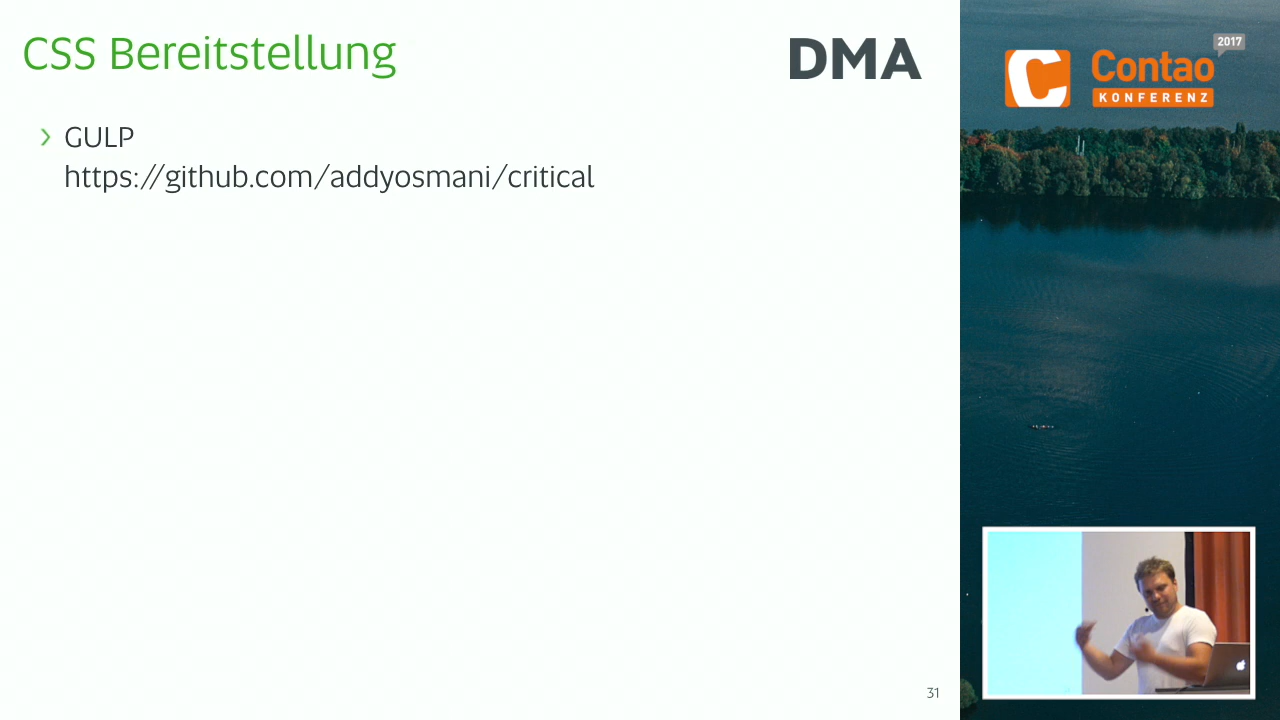 CSS Bereitstellung
DMA
GULP
https://github.com/addyosmani/critical
31
2017
Contao
KONFERENZ